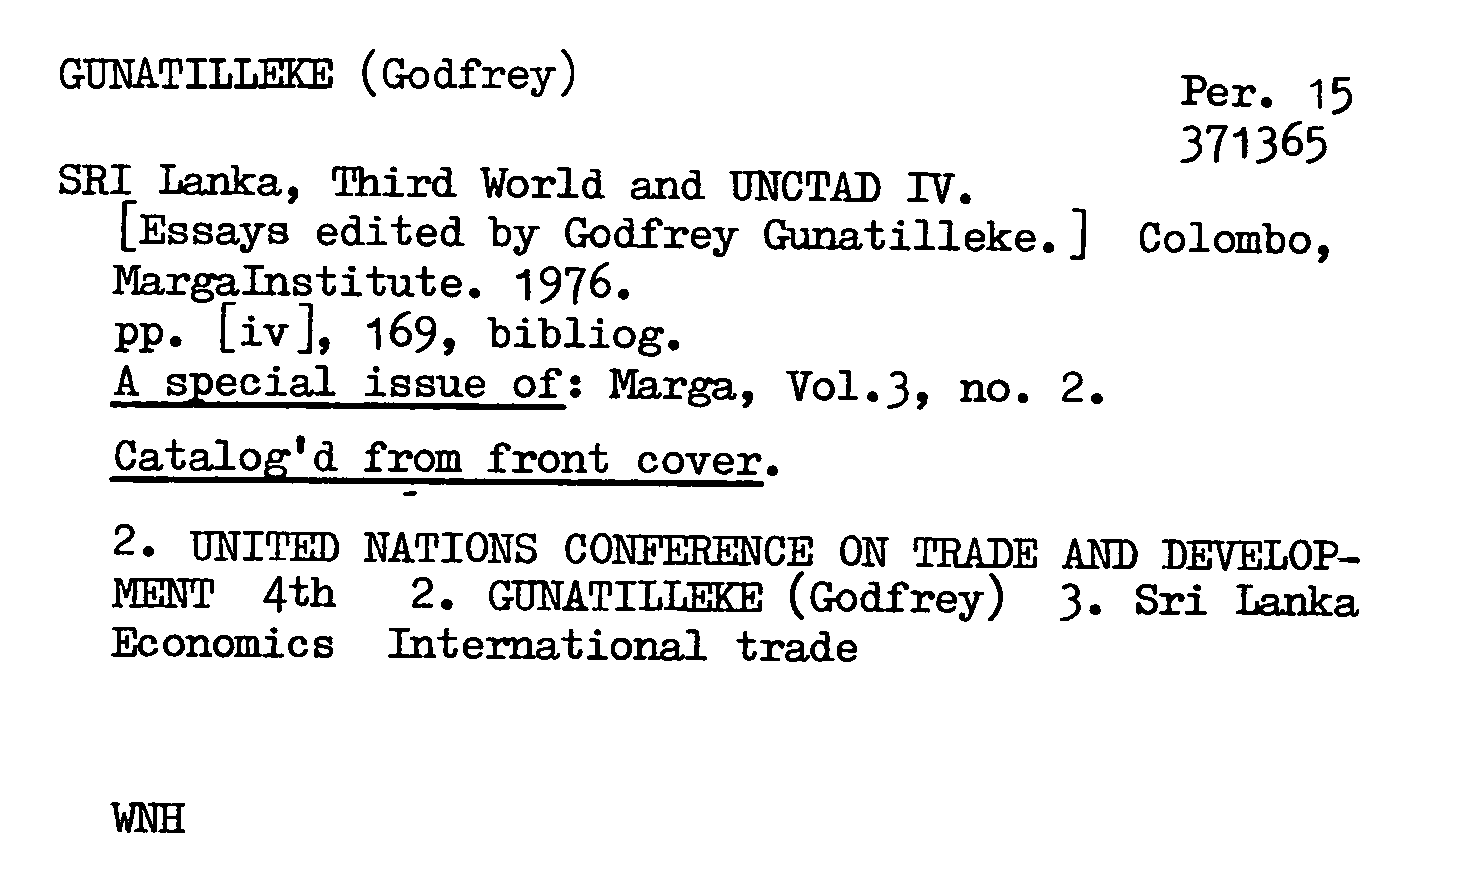 GUNATILLEKE (Godfrey)
Per. 15
371365
SRI Lanka, Third World and UNCTAD IV.
[Essays edited by Godfrey Gunatilleke.] Colombo,
MargaInstitute. 1976.
pp. [iv], 169, bibliog.
A special issue of: Marga, Vol.3, no. 2.
Catalog'd from front cover.
2. UNITED NATIONS CONFERENCE ON TRADE AND DEVELOP-
MENT 4th 2. GUNATILLEKE (Godfrey) 3. Sri Lanka
Economics International trade
WNH